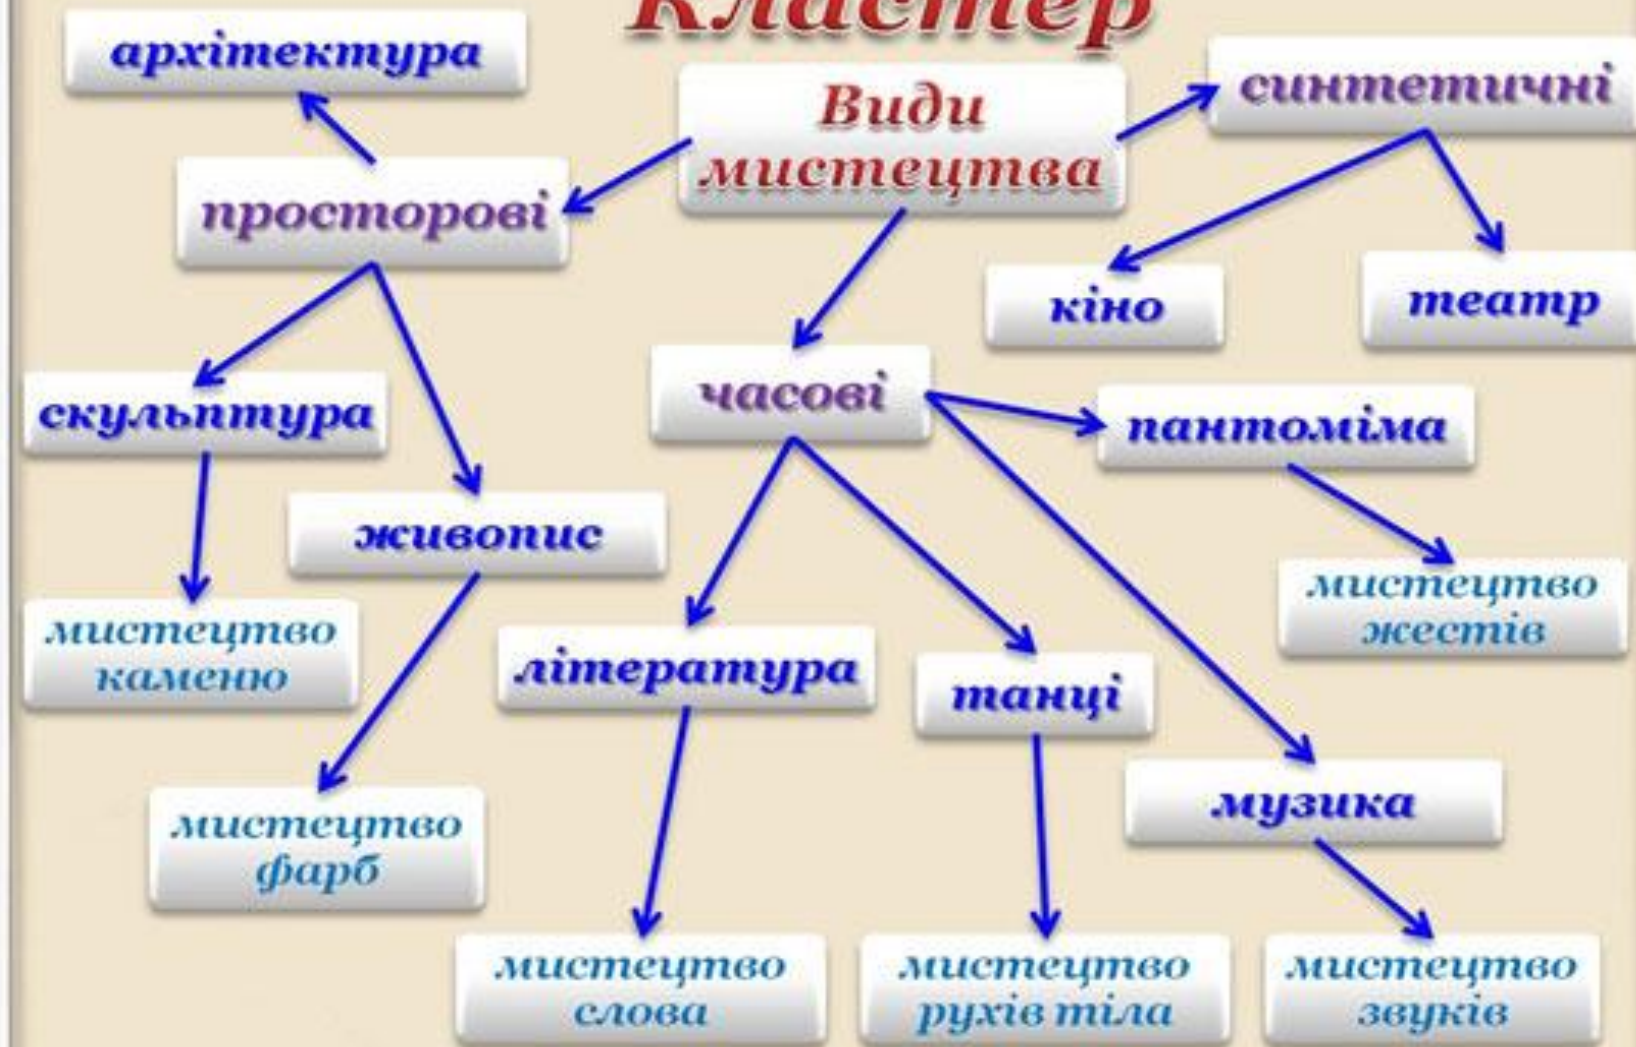 Кластер
архітектура
Види
мистецтва
синтетичні
просторові
кіно
театр
часові
скульптура
пантоміма
живопис
мистецтво
жестів
мистецтво
каменю
література
танці
музика
мистецтво
фарб
мистецтво
слова
мистецтво
рухів тіла
мистецтво
звуків